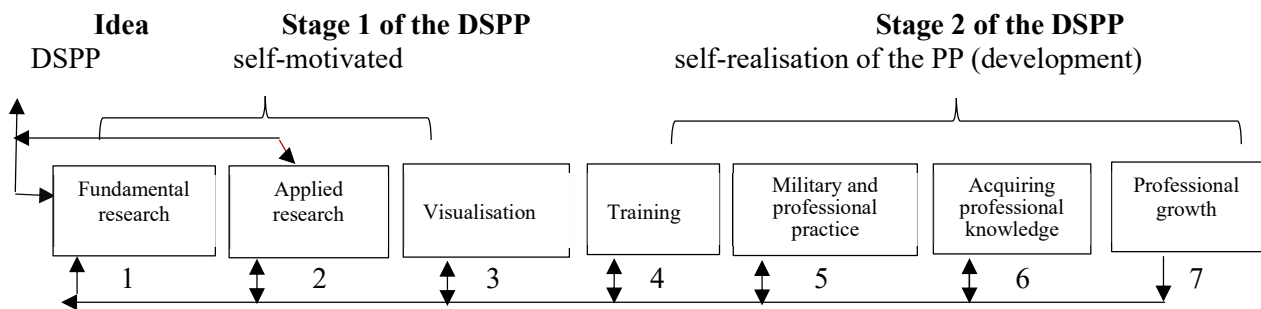 Idea Stage 1 of the DSPP Stage 2 of the DSPP
DSPP self-motivated self-realisation of the PP (development)
Fundamental
research
Applied
research
Visualisation
Training
Military and
professional
practice
Acquiring
professional
knowledge
Professional
growth
1 2 3 4 5 6 7